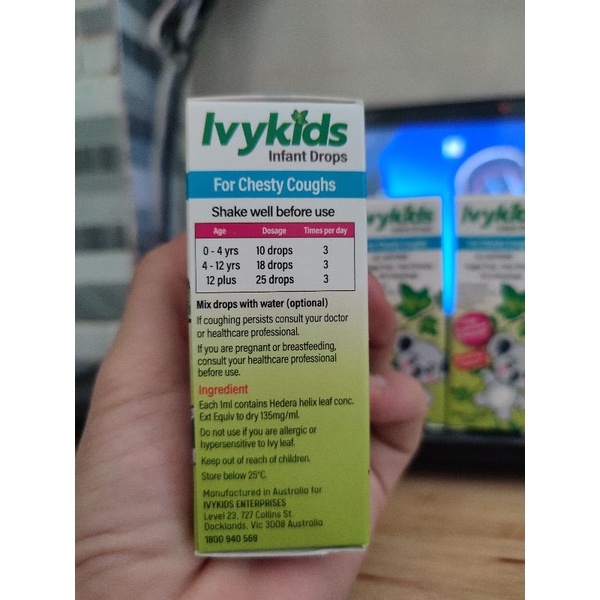 Ivykids
Infant Drops
For Chesty Coughs
Shake well before use
Age Dosage Times per day
0 - 4 yrs 10 drops 3
4 - 12 yrs 18 drops 3
12 plus 25 drops 3
Mix drops with water (optional)
If coughing persists consult your doctor
or healthcare professional.
If you are pregnant or breastfeeding,
consult your healthcare professional
before use.
Ingredient
Each 1ml contains Hedera helix leaf conc.
Ext Equiv to dry 135mg/ml.
Do not use if you are allergic or
hypersensitive to Ivy leaf.
Keep out of reach of children.
Store below 25°C.
Manufactured in Australia for
IVYKIDS ENTERPRISES
Level 23, 727 Collins St.
Docklands, Vic 3008 Australia
1800 940 569
vykids
Ivykids